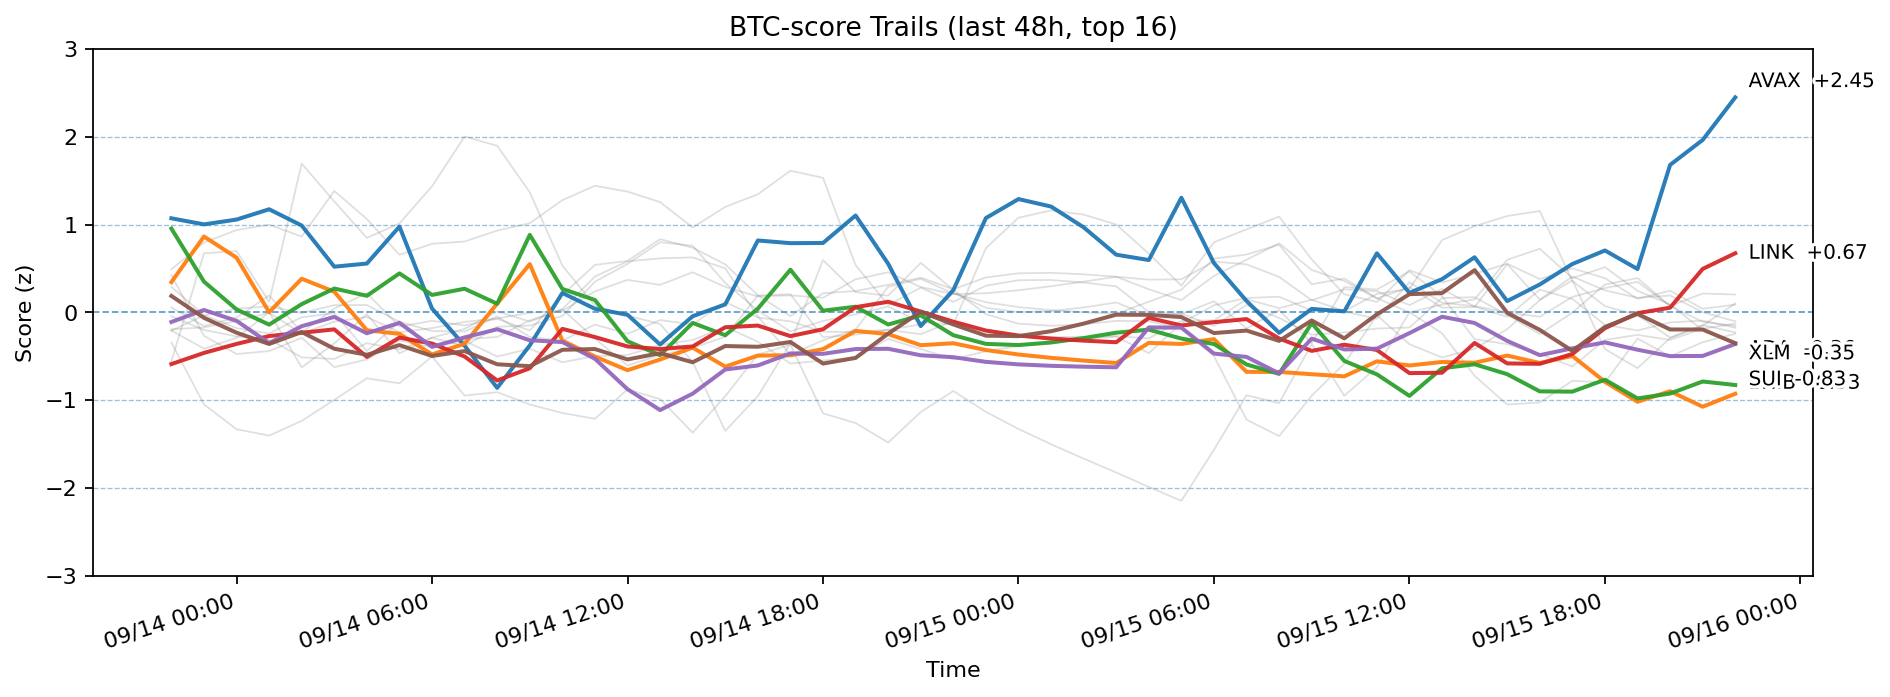 BTC-score Trails (last 48h, top 16)
Score (z)
3
2
1
0
−1
−2
−3
AVAX +2.45
LINK +0.67
XLM -0.35
SUI -0.83
09/14 00:00
09/14 06:00
09/14 12:00
09/14 18:00
09/15 00:00
09/15 06:00
09/15 12:00
09/15 18:00
09/16 00:00
Time